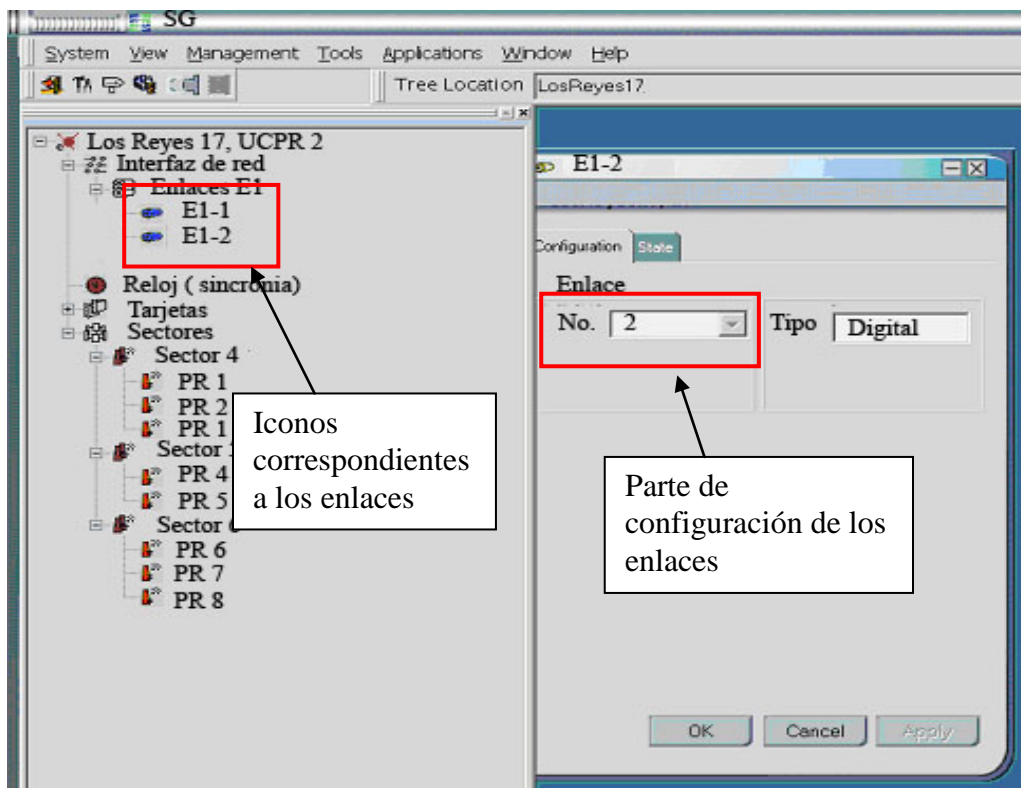 SG
System View Management Tools Applications Window Help
Tree Location LosReyes17.
Los Reyes 17, UCPR 2
Interfaz de red
Enlaces E1
E1-1
E1-2
Reloj ( sincronia)
Tarjetas
Sectores
Sector 4
PR 1
PR 2
PR 1
Sector
PR 4
PR 5
Sector
PR 6
PR 7
PR 8
Iconos
correspondientes
a los enlaces
E1-2
Configuration State
Enlace
No. 2 Tipo Digital
Parte de
configuración de los
enlaces
OK Cancel Apply